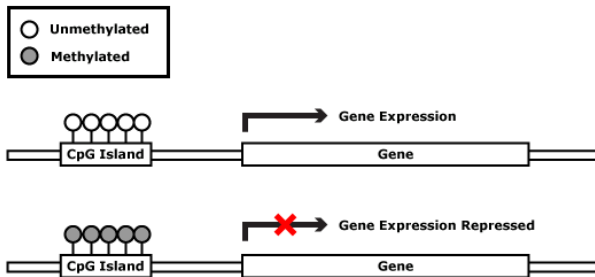 Unmethylated
Methylated
Gene Expression
CpG Island
Gene
Gene Expression Repressed
CpG Island
Gene